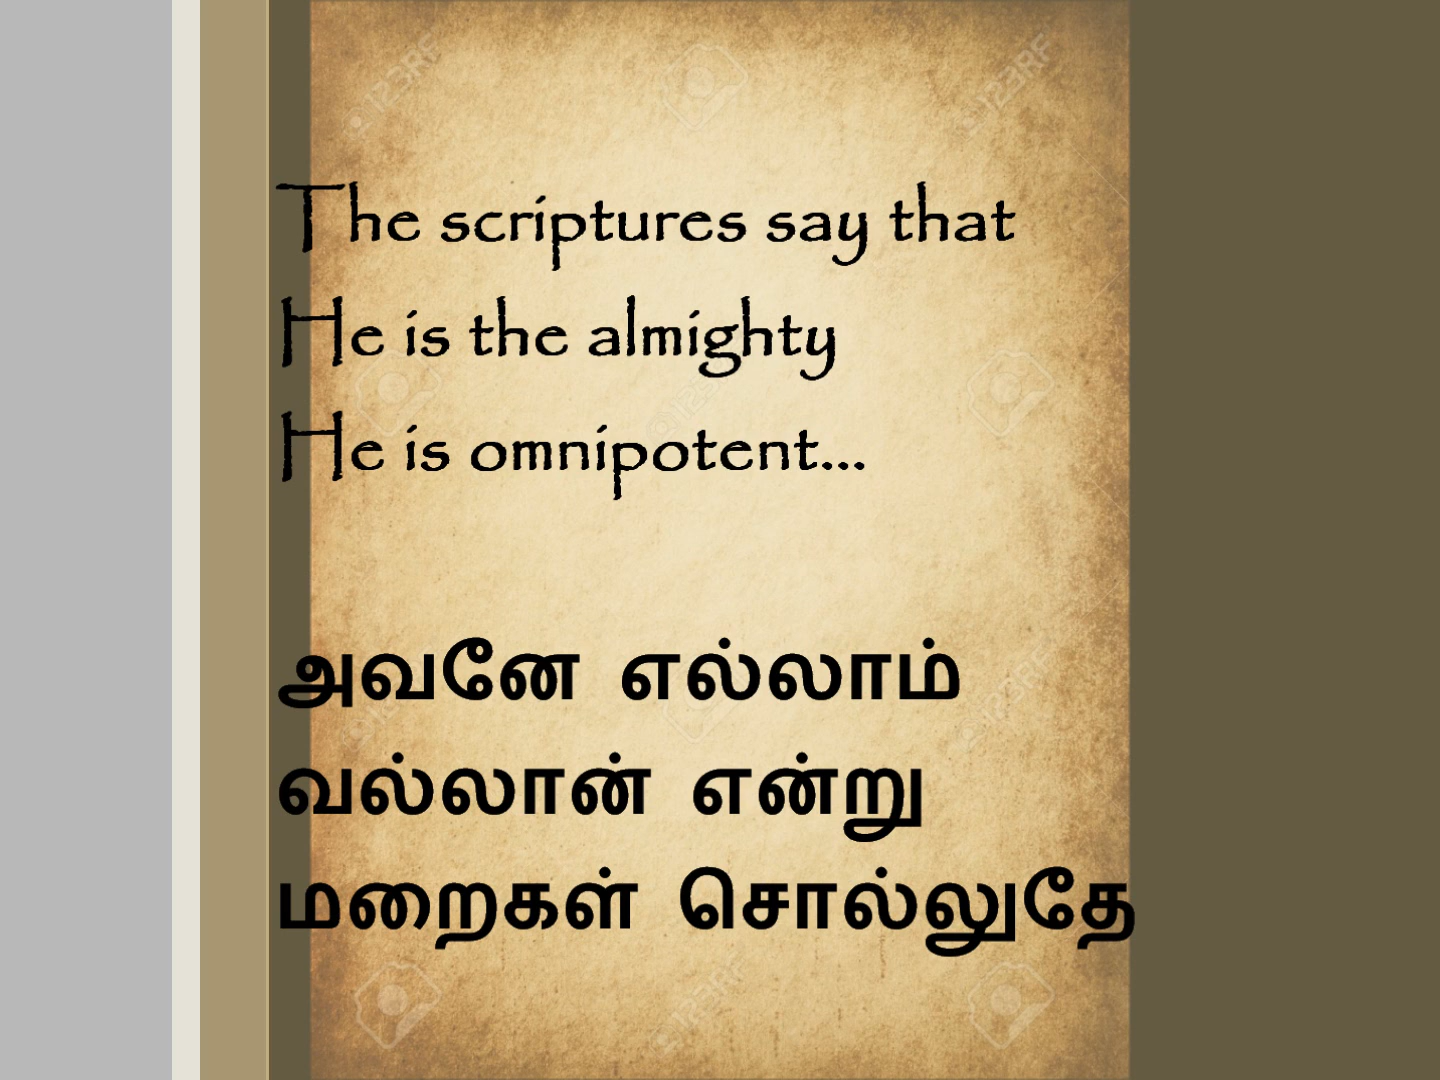 The scriptures say that
He is the almighty
He is omnipotent...
அவனே எல்லாம்
வல்லான் என்று
மறைகள் சொல்லுதே